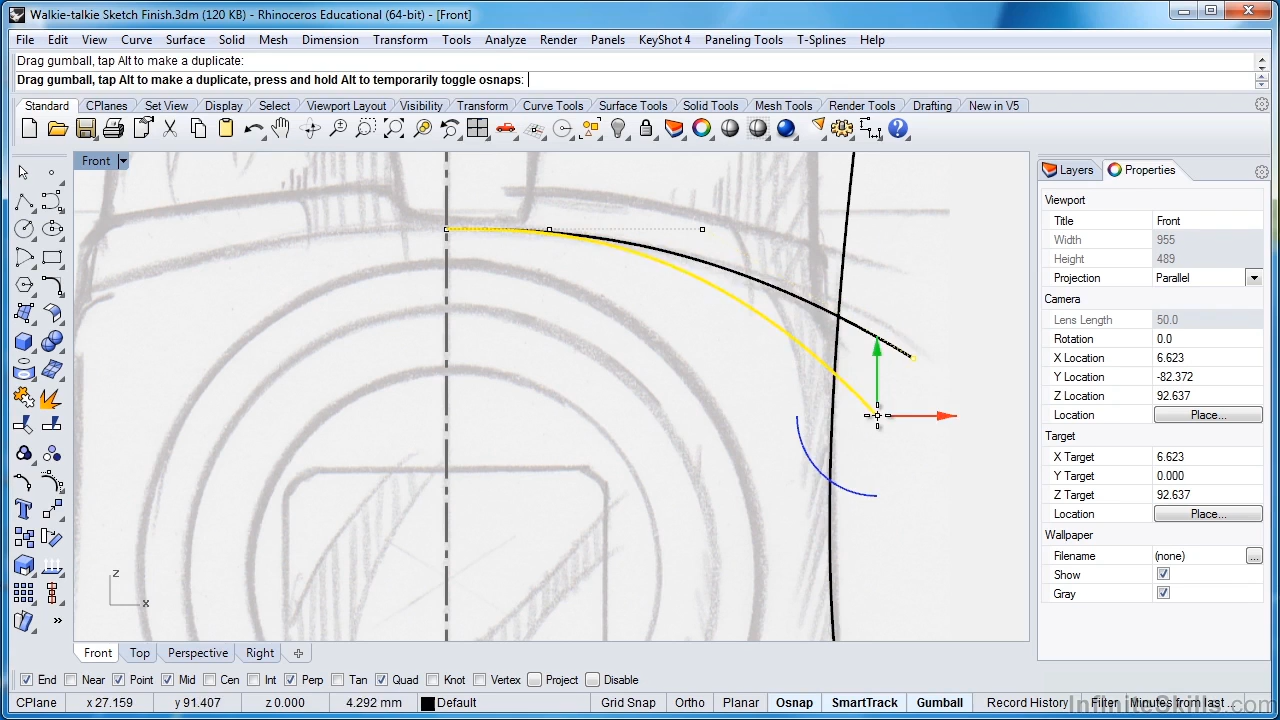 Walkie-talkie Sketch Finish.3dm (120 KB) - Rhinoceros Educational (64-bit) - [Front]
File Edit View Curve Surface Solid Mesh Dimension Transform Tools Analyze Render Panels KeyShot 4 Paneling Tools T-Splines Help
Drag gumball, tap Alt to make a duplicate:
Drag gumball, tap Alt to make a duplicate, press and hold Alt to temporarily toggle osnaps:
Standard CPlanes Set View Display Select Viewport Layout Visibility Transform Curve Tools Surface Tools Solid Tools Mesh Tools Render Tools Drafting New in V5
Front
Layers Properties
Viewport
Title Front
Width 955
Height 489
Projection Parallel
Camera
Lens Length 50.0
Rotation 0.0
X Location 6.623
Y Location -82.372
Z Location 92.637
Location Place...
Target
X Target 6.623
Y Target 0.000
Z Target 92.637
Location Place...
Wallpaper
Filename (none) ...
Show
Gray
z
x
Front Top Perspective Right
End Near Point Mid Cen Int Perp Tan Quad Knot Vertex Project Disable
CPlane x 27.159 y 91.407 z 0.000 4.292 mm Default Grid Snap Ortho Planar Osnap SmartTrack Gumball Record History Filter Minutes from last...
InfiniteSkills.com